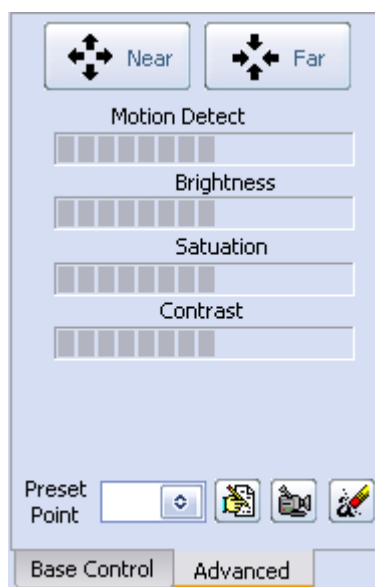 Near Far
Motion Detect
Brightness
Satuation
Contrast
Preset
Point
Base Control Advanced